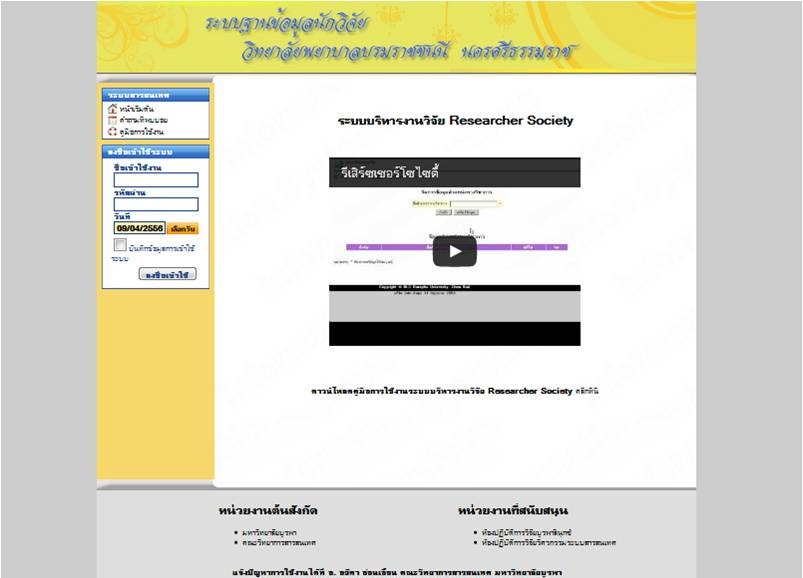 ระบบฐานข้อมูลนักวิจัย
วิทยาลัยพยาบาลบรมราชชนนี นครศรีธรรมราช
ระบบสารสนเทศ
หน้าเริ่มต้น
คำถามที่พบบ่อย
คู่มือการใช้งาน
ลงชื่อเข้าใช้ระบบ
ชื่อเข้าใช้งาน
รหัสผ่าน
วันที่
09/04/2556 เลือกวัน
บันทึกข้อมูลการเข้าใช้
ระบบ
ลงชื่อเข้าใช้
ระบบบริหารงานวิจัย Researcher Society
รีเสิร์ชเชอร์โซไซตี้
ดาวน์โหลดคู่มือการใช้งานระบบบริหารงานวิจัย Researcher Society คลิกที่นี่
หน่วยงานต้นสังกัด
มหาวิทยาลัยบูรพา
คณะวิทยาการสารสนเทศ
หน่วยงานที่สนับสนุน
ห้องปฏิบัติการวิจัยบูรพาลีนุกซ์
ห้องปฏิบัติการวิจัยวิศวกรรมระบบสารสนเทศ
แจ้งปัญหาการใช้งานได้ที่ อ. คณะวิทยาการสารสนเทศ มหาวิทยาลัยบูรพา